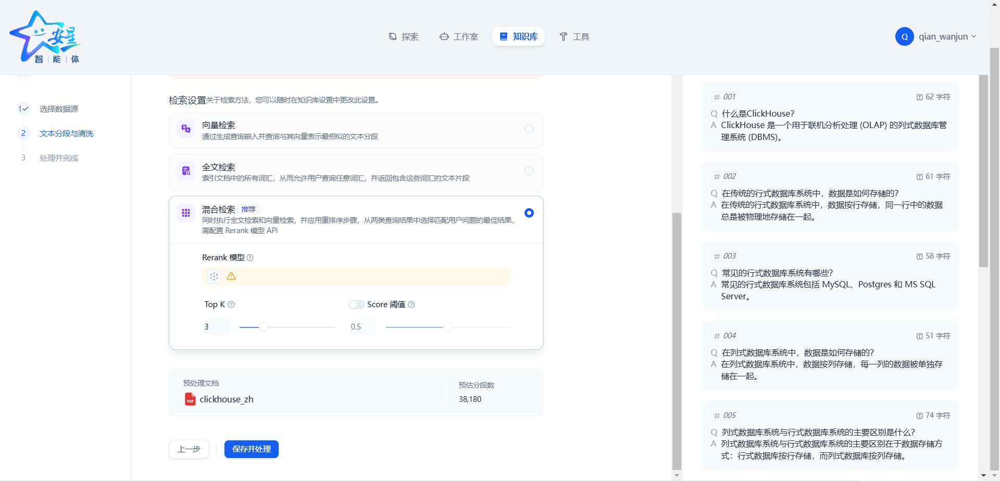 安星
智 | 能 | 体
探索
工作室
知识库
工具
Q
qian_wanjun
1
选择数据源
2
文本分段与清洗
3
处理并完成
检索设置关于检索方法，您可以随时在知识库设置中更改此设置。
向量检索
通过生成查询嵌入并查询与其向量表示最相似的文本分段
全文检索
索引文档中的所有词汇，从而允许用户查询任意词汇，并返回包含这些词汇的文本片段
混合检索 推荐
同时执行全文检索和向量检索，并应用重排序步骤，从两类查询结果中选择匹配用户问题的最佳结果，
需配置 Rerank 模型 API
Rerank 模型
Top K
Score 阈值
3
0.5
预处理文档
PDF clickhouse_zh
预估分段数
38,180
上一步
保存并处理
# 001
62 字符
Q 什么是ClickHouse?
A ClickHouse 是一个用于联机分析处理 (OLAP) 的列式数据库管
理系统 (DBMS)。
# 002
61 字符
Q 在传统的行式数据库系统中，数据是如何存储的?
A 在传统的行式数据库系统中，数据按行存储，同一行中的数据
总是被物理地存储在一起。
# 003
58 字符
Q 常见的行式数据库系统有哪些?
A 常见的行式数据库系统包括 MySQL、Postgres 和 MS SQL
Server。
# 004
51 字符
Q 在列式数据库系统中，数据是如何存储的?
A 在列式数据库系统中，数据按列存储，每一列的数据被单独存
储在一起。
# 005
74 字符
Q 列式数据库系统与行式数据库系统的主要区别是什么?
A 列式数据库系统与行式数据库系统的主要区别在于数据存储方
式：行式数据库按行存储，而列式数据库按列存储。